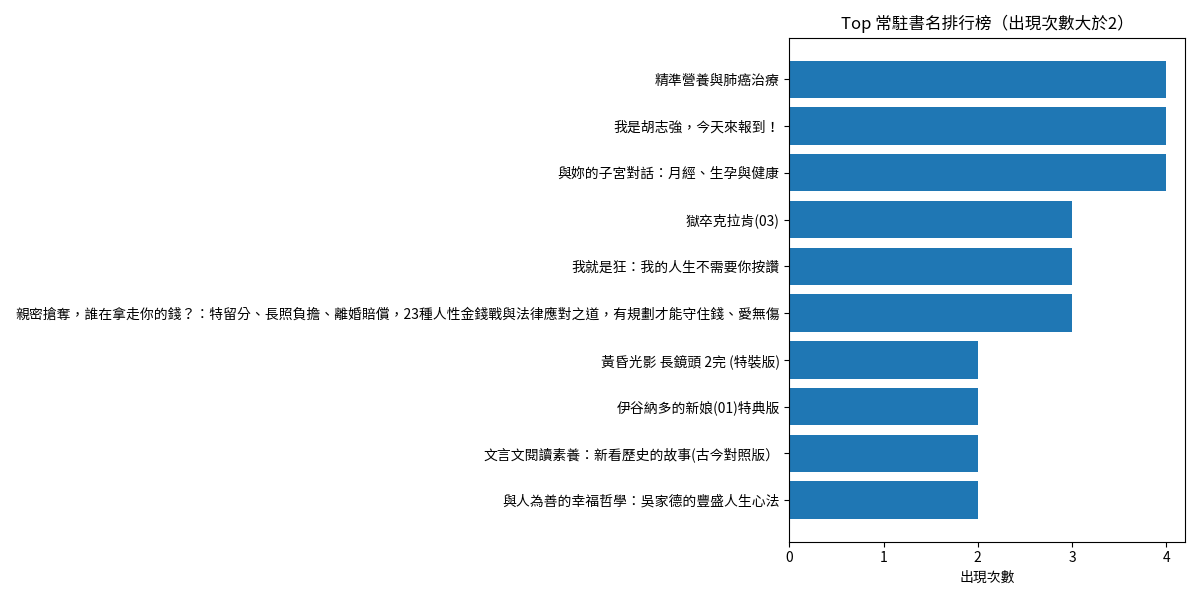 Top 常駐書名排行榜（出現次數大於2）
精準營養與肺癌治療
我是胡志強，今天來報到！
與妳的子宮對話：月經、生孕與健康
獄卒克拉肯(03)
我就是狂：我的人生不需要你按讚
親密搶奪，誰在拿走你的錢？：特留分、長照負擔、離婚賠償，23種人性金錢戰與法律應對之道，有規劃才能守住錢、愛無傷
黃昏光影 長鏡頭 2完 (特裝版)
伊谷納多的新娘(01)特典版
文言文閱讀素養：新看歷史的故事(古今對照版）
與人為善的幸福哲學：吳家德的豐盛人生心法
0 1 2 3 4
出現次數